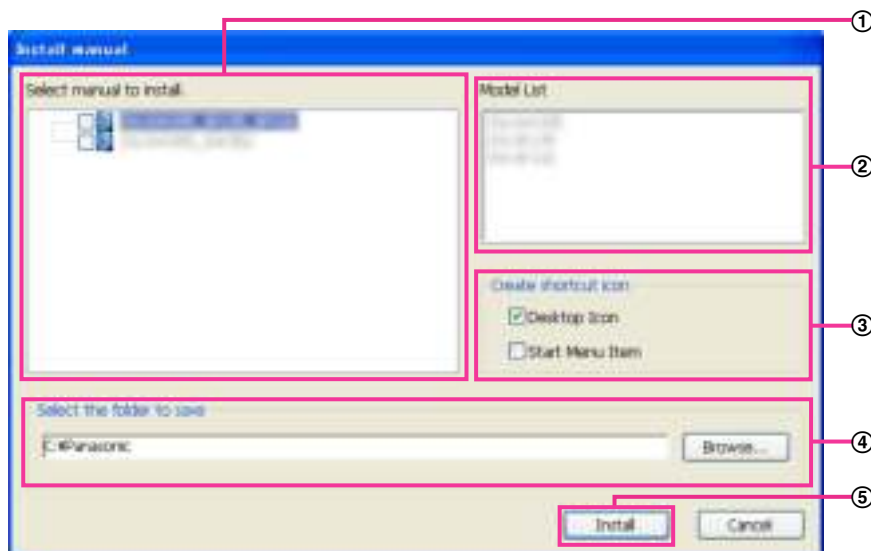 ①
Install manual
Select manual to install.
Model List
②
Create shortcut icon
Desktop Icon
③
Start Menu Item
Select the folder to save
C:¥Panasonic
Browse...
④
⑤
Install
Cancel